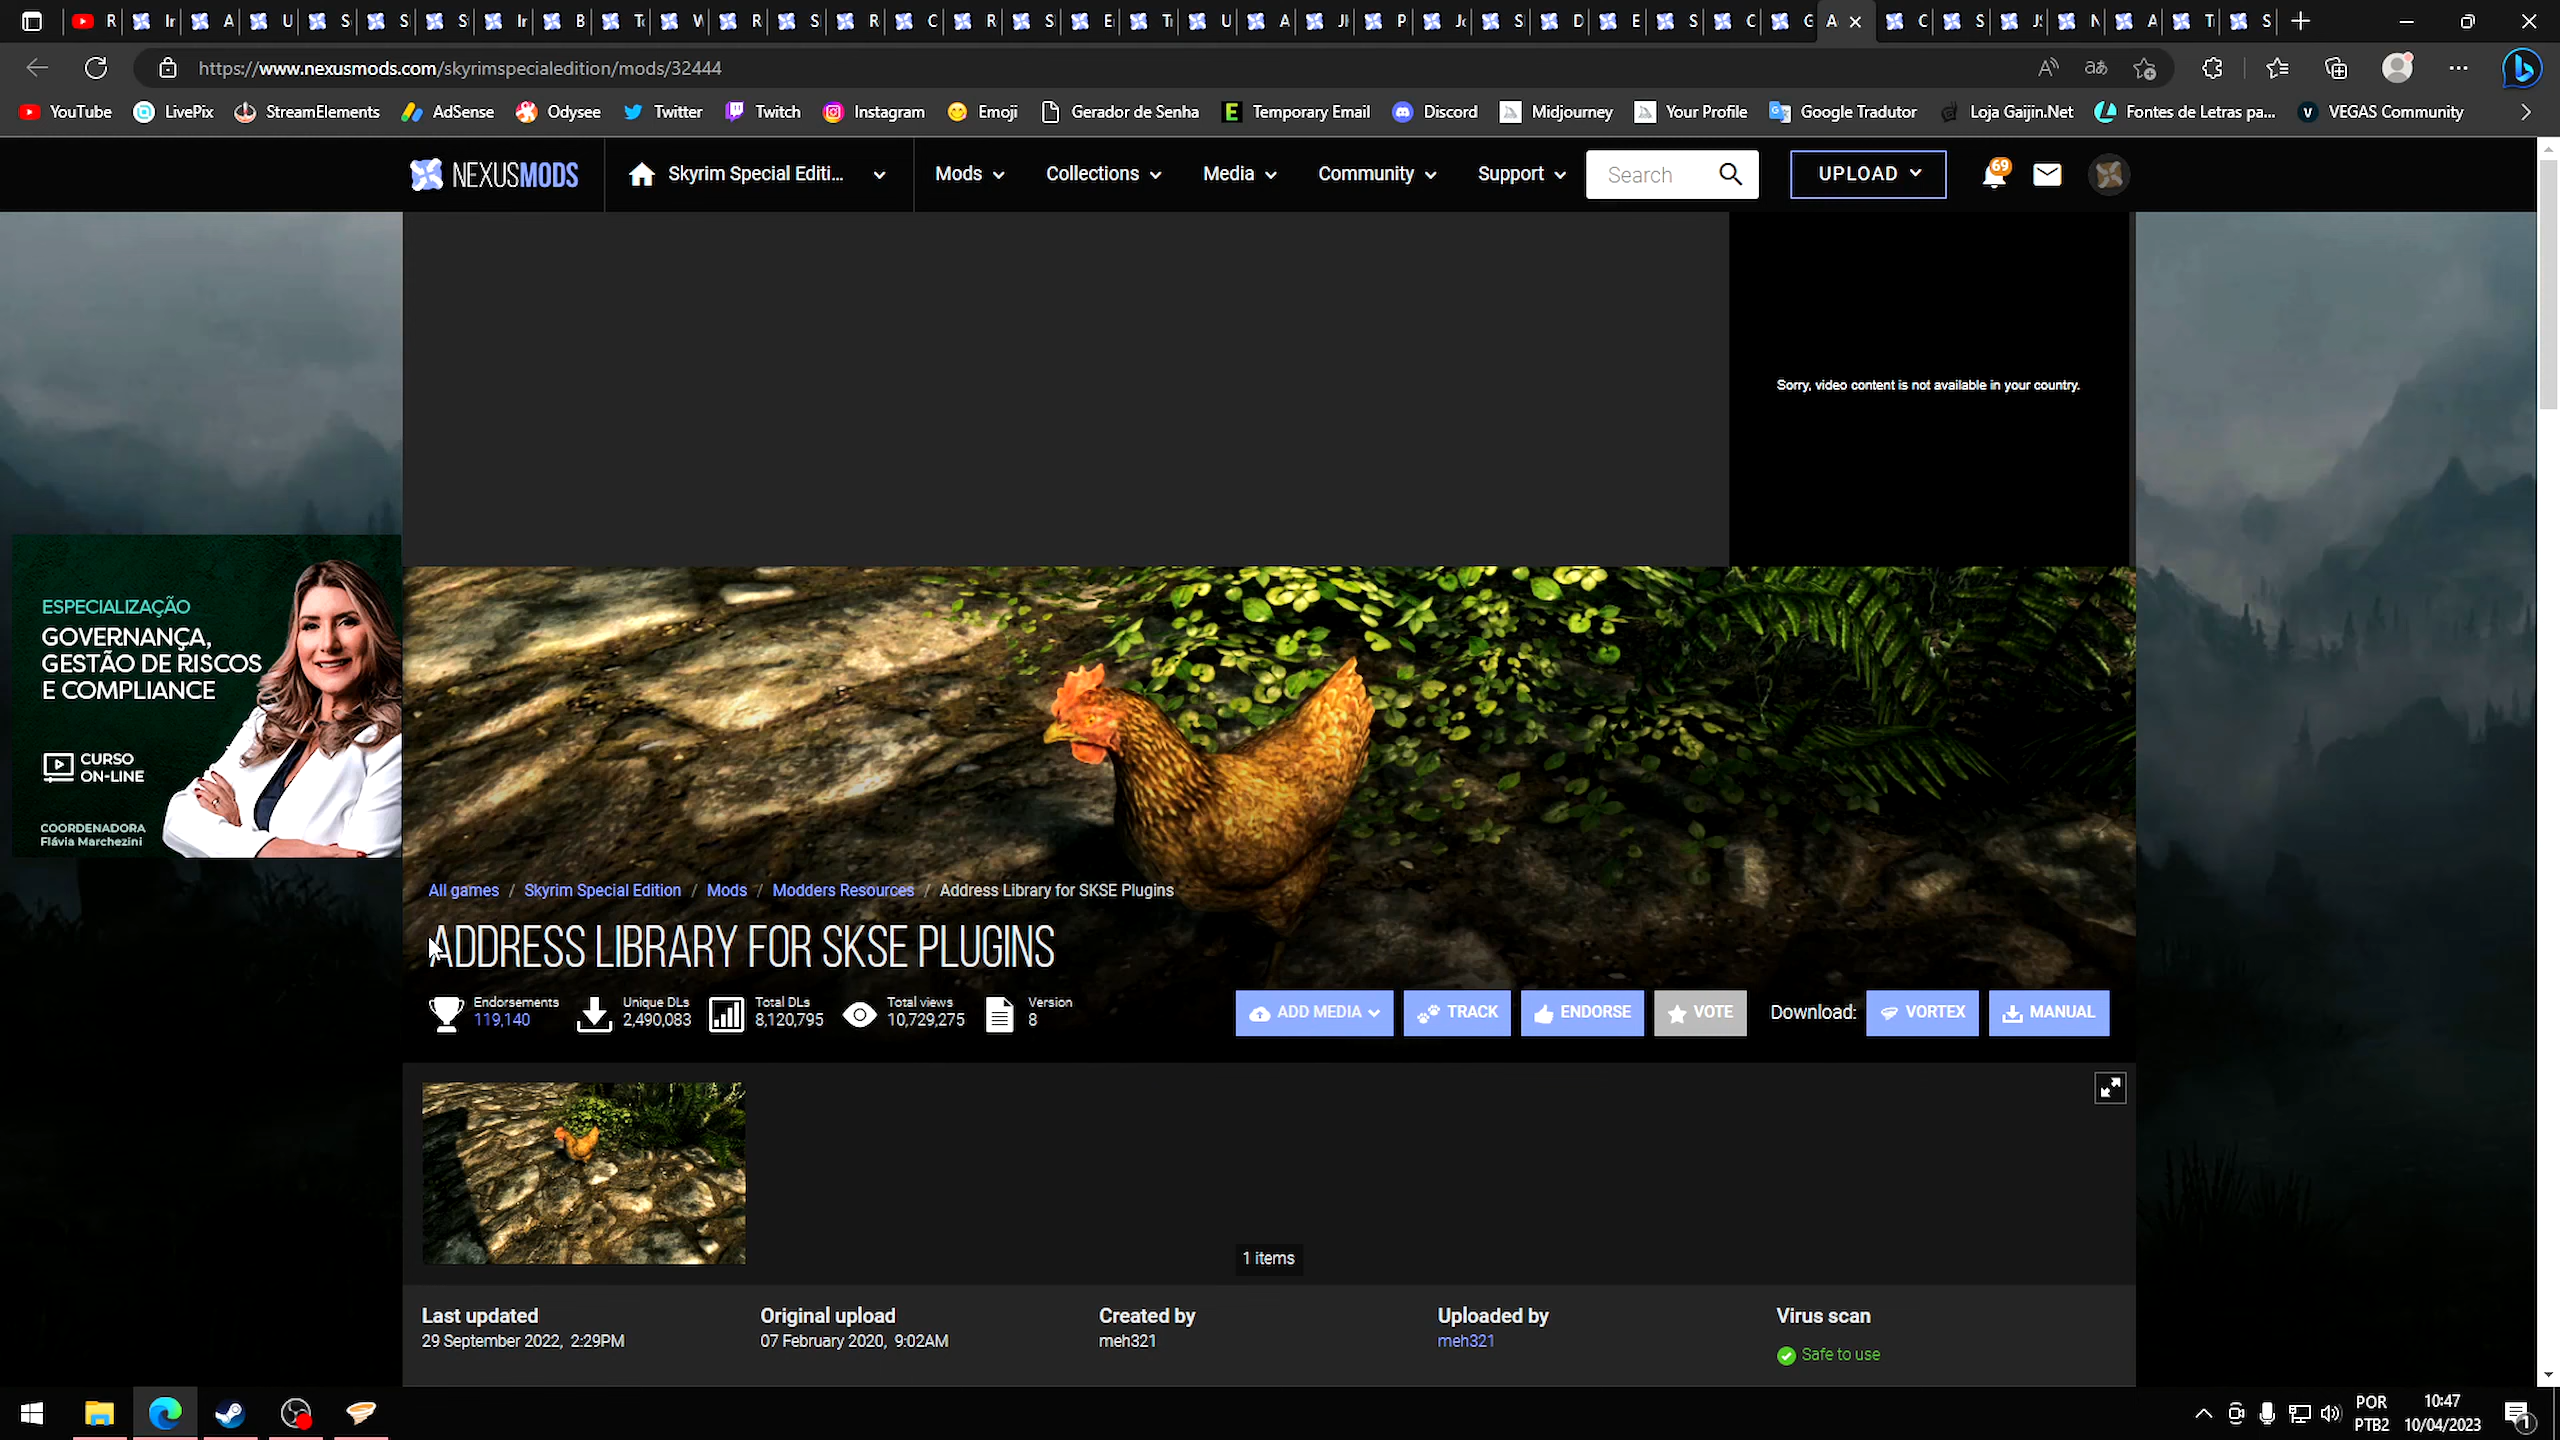 R Ir A U S S S Ir B T V R S R C R S E T U A JI P J S D E S C G A C S JS N A T S
https://www.nexusmods.com/skyrimspecialedition/mods/32444
YouTube LivePix StreamElements AdSense Odysee Twitter Twitch Instagram Emoji Gerador de Senha Temporary Email Discord Midjourney Your Profile Google Tradutor Loja Gaijin.Net Fontes de Letras pa... VEGAS Community
NEXUSMODS Skyrim Special Editi... Mods Collections Media Community Support Search UPLOAD 69
Sorry, video content is not available in your country.
ESPECIALIZAÇÃO
GOVERNANÇA,
GESTÃO DE RISCOS
E COMPLIANCE
CURSO
ON-LINE
COORDENADORA
Flávia Marchezini
All games / Skyrim Special Edition / Mods / Modders Resources / Address Library for SKSE Plugins
ADDRESS LIBRARY FOR SKSE PLUGINS
Endorsements Unique DLs Total DLs Total views Version
119,140 2,490,083 8,120,795 10,729,275 8
ADD MEDIA TRACK ENDORSE VOTE Download: VORTEX MANUAL
1 items
Last updated Original upload Created by Uploaded by Virus scan
29 September 2022, 2:29PM 07 February 2020, 9:02AM meh321 meh321 Safe to use
POR 10:47
PTB2 10/04/2023 1